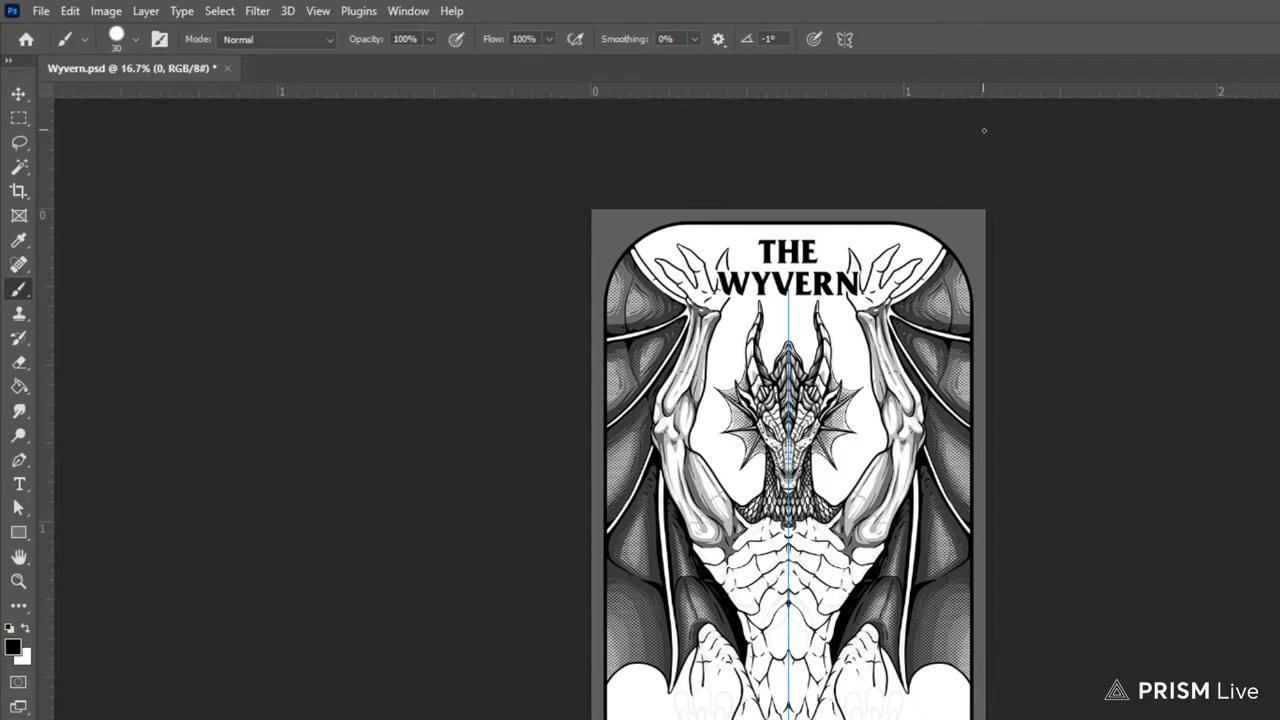 Ps File Edit Image Layer Type Select Filter 3D View Plugins Window Help
30 Mode: Normal Opacity: 100% Flow: 100% Smoothing: 0% -1°
Wyvern.psd @ 16.7% (0, RGB/8#) * ×
1 0 1 2
0
THE
WYVERN
1
PRISM Live